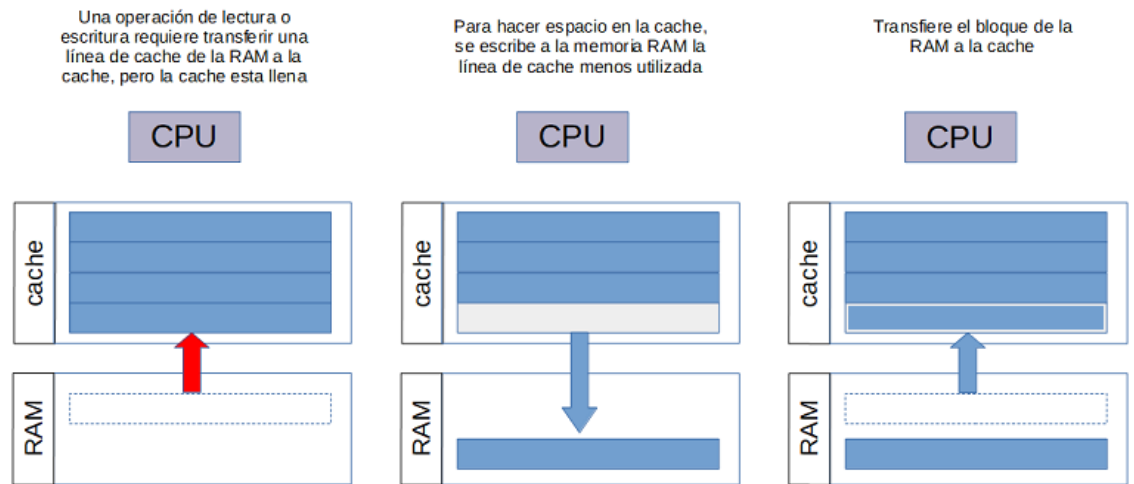 Una operación de lectura o
escritura requiere transferir una
línea de cache de la RAM a la
cache, pero la cache esta llena
CPU
cache
RAM
Para hacer espacio en la cache,
se escribe a la memoria RAM la
línea de cache menos utilizada
CPU
cache
RAM
Transfiere el bloque de la
RAM a la cache
CPU
cache
RAM